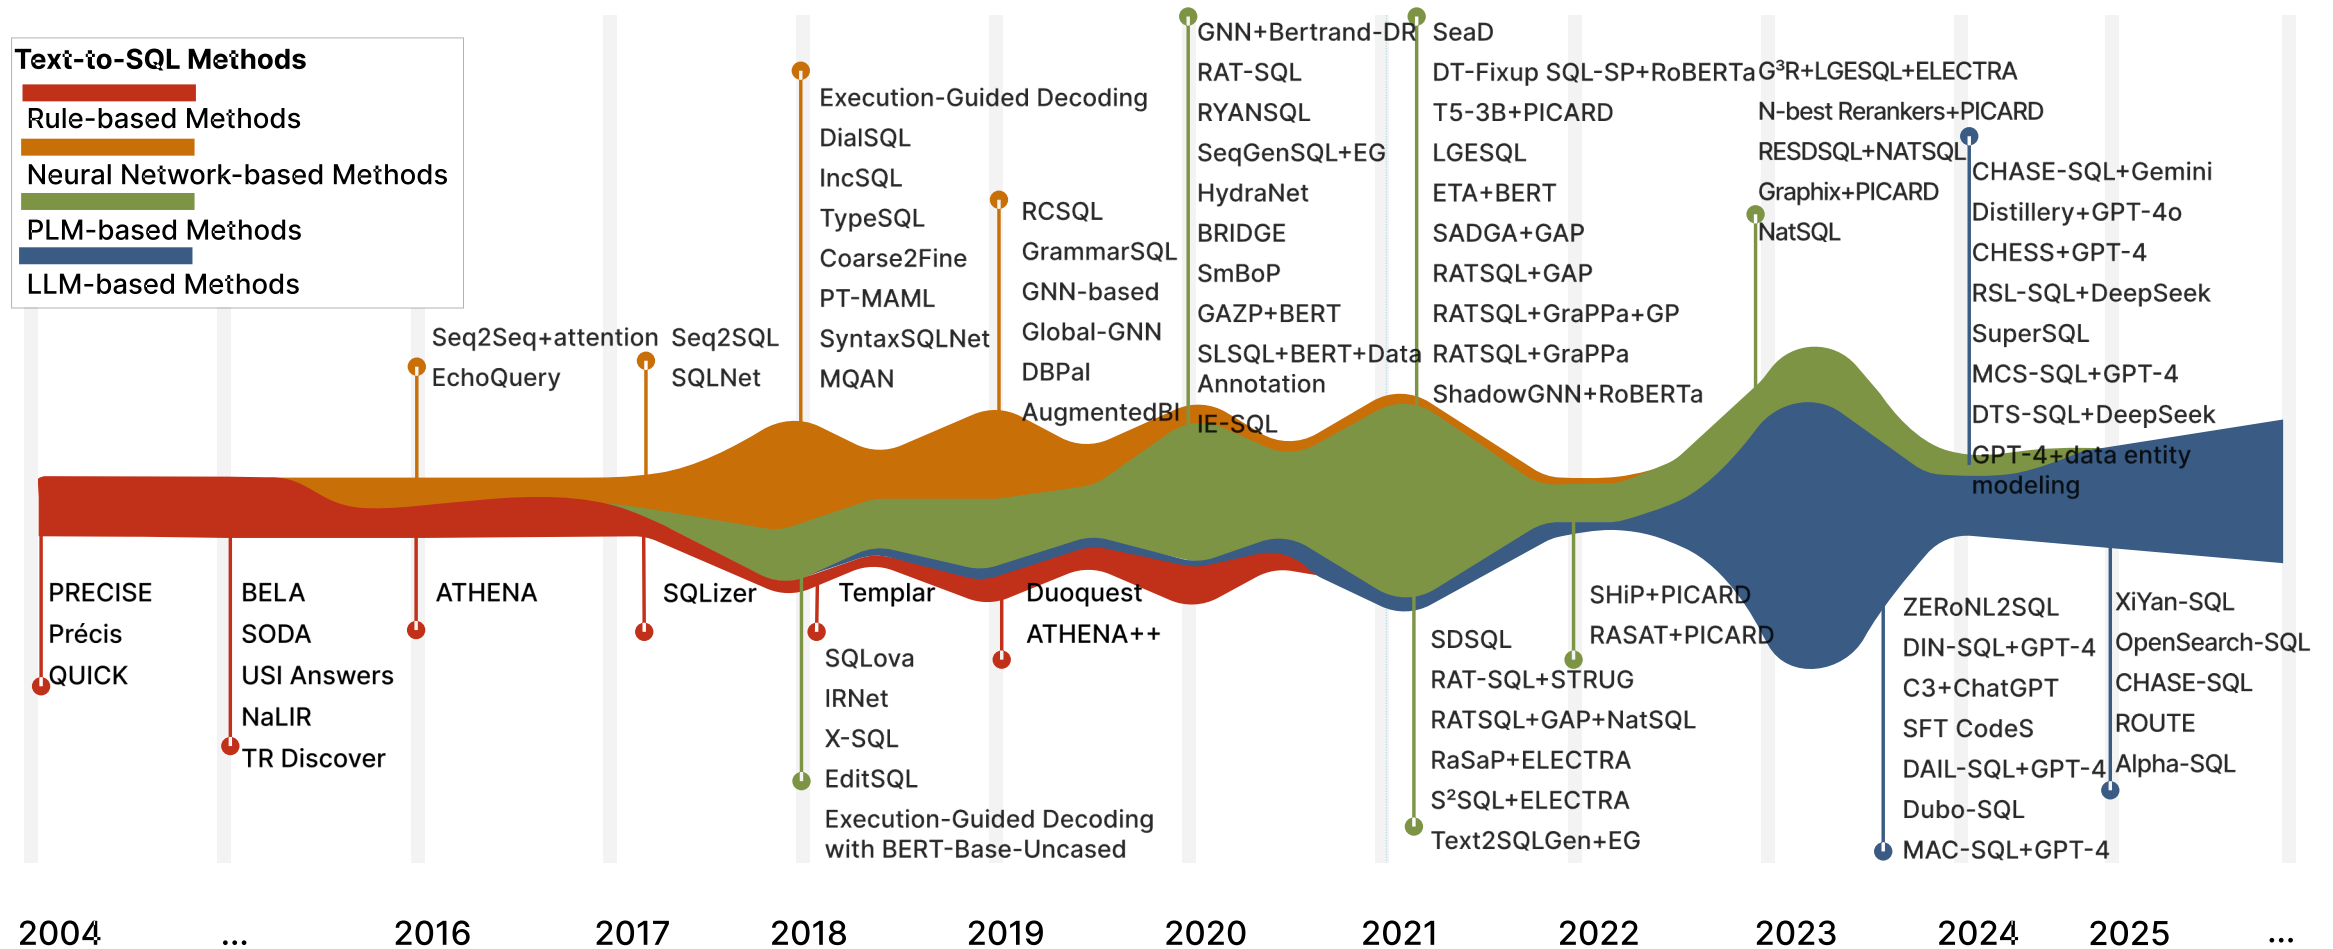 Text-to-SQL Methods
Rule-based Methods
Neural Network-based Methods
PLM-based Methods
LLM-based Methods
Seq2Seq+attention
EchoQuery
Seq2SQL
SQLNet
Execution-Guided Decoding
DialSQL
IncSQL
TypeSQL
Coarse2Fine
PT-MAML
SyntaxSQLNet
MQAN
RCSQL
GrammarSQL
GNN-based
Global-GNN
DBPal
AugmentedBI
GNN+Bertrand-DR
RAT-SQL
RYANSQL
SeqGenSQL+EG
HydraNet
BRIDGE
SmBoP
GAZP+BERT
SLSQL+BERT+Data
Annotation
IE-SQL
SeaD
DT-Fixup SQL-SP+RoBERTa
T5-3B+PICARD
LGESQL
ETA+BERT
SADGA+GAP
RATSQL+GAP
RATSQL+GraPPa+GP
RATSQL+GraPPa
ShadowGNN+RoBERTa
G³R+LGESQL+ELECTRA
N-best Rerankers+PICARD
RESDSQL+NATSQL
Graphix+PICARD
NatSQL
CHASE-SQL+Gemini
Distillery+GPT-4o
CHESS+GPT-4
RSL-SQL+DeepSeek
SuperSQL
MCS-SQL+GPT-4
DTS-SQL+DeepSeek
GPT-4+data entity
modeling
PRECISE
Précis
QUICK
BELA
SODA
USI Answers
NaLIR
TR Discover
ATHENA
SQLizer
Templar
SQLova
IRNet
X-SQL
EditSQL
Execution-Guided Decoding
with BERT-Base-Uncased
Duoquest
ATHENA++
SDSQL
RAT-SQL+STRUG
RATSQL+GAP+NatSQL
RaSaP+ELECTRA
S²SQL+ELECTRA
Text2SQLGen+EG
SHiP+PICARD
RASAT+PICARD
ZERoNL2SQL
DIN-SQL+GPT-4
C3+ChatGPT
SFT CodeS
DAIL-SQL+GPT-4
Dubo-SQL
MAC-SQL+GPT-4
XiYan-SQL
OpenSearch-SQL
CHASE-SQL
ROUTE
Alpha-SQL
2004 ... 2016 2017 2018 2019 2020 2021 2022 2023 2024 2025 ...